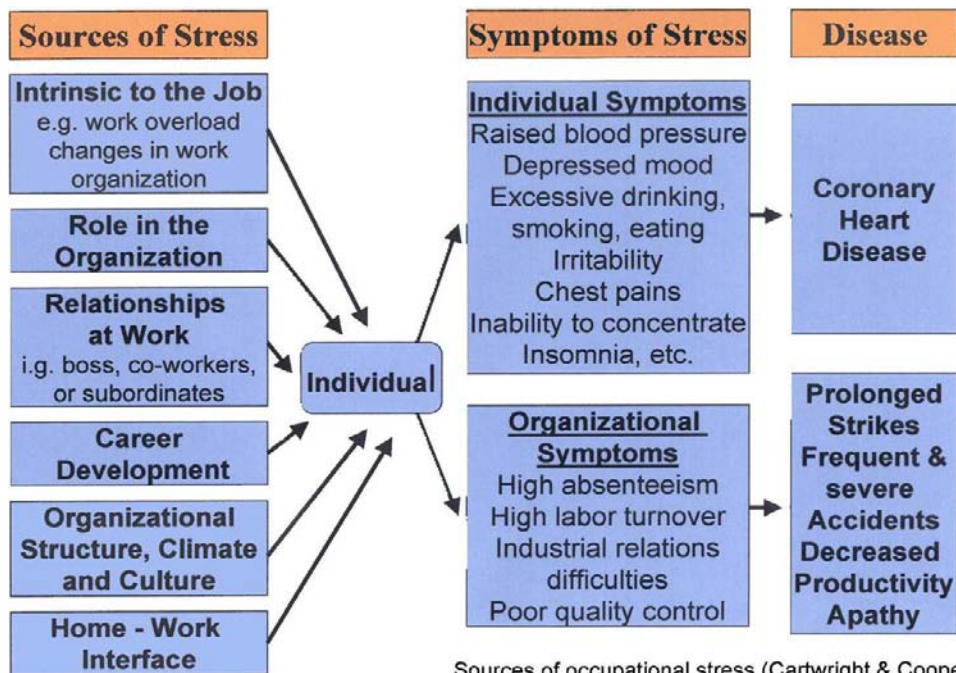 Sources of Stress
Intrinsic to the Job
e.g. work overload
changes in work
organization
Role in the
Organization
Relationships
at Work
i.g. boss, co-workers,
or subordinates
Career
Development
Organizational
Structure, Climate
and Culture
Home - Work
Interface
Individual
Symptoms of Stress
Individual Symptoms
Raised blood pressure
Depressed mood
Excessive drinking,
smoking, eating
Irritability
Chest pains
Inability to concentrate
Insomnia, etc.
Organizational
Symptoms
High absenteeism
High labor turnover
Industrial relations
difficulties
Poor quality control
Disease
Coronary
Heart
Disease
Prolonged
Strikes
Frequent &
severe
Accidents
Decreased
Productivity
Apathy
Sources of occupational stress (Cartwright & Coope